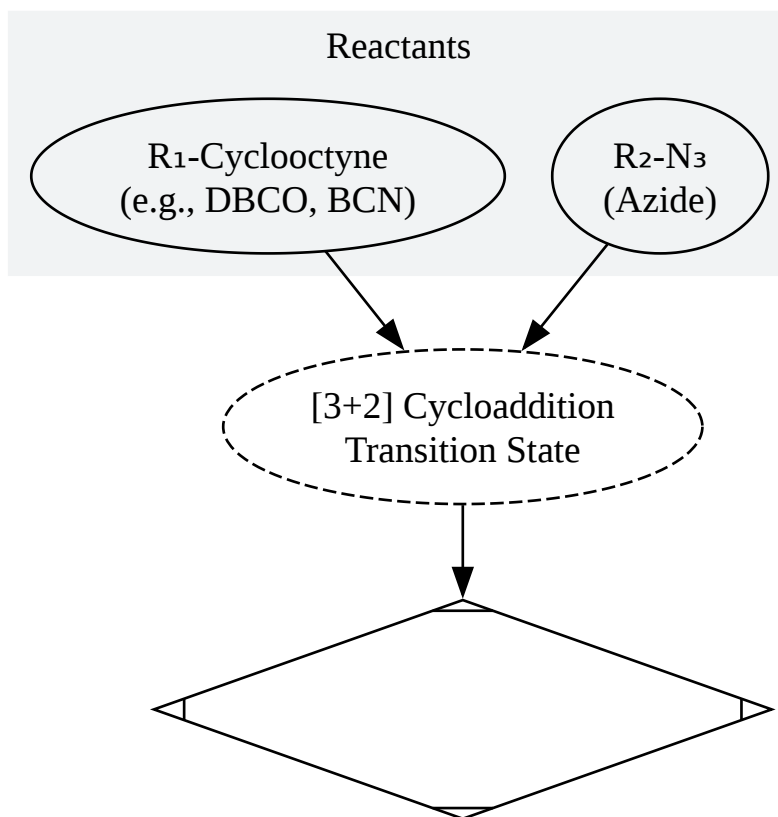 Reactants
R₁-Cyclooctyne
(e.g., DBCO, BCN)
R₂-N₃
(Azide)
[3+2] Cycloaddition
Transition State